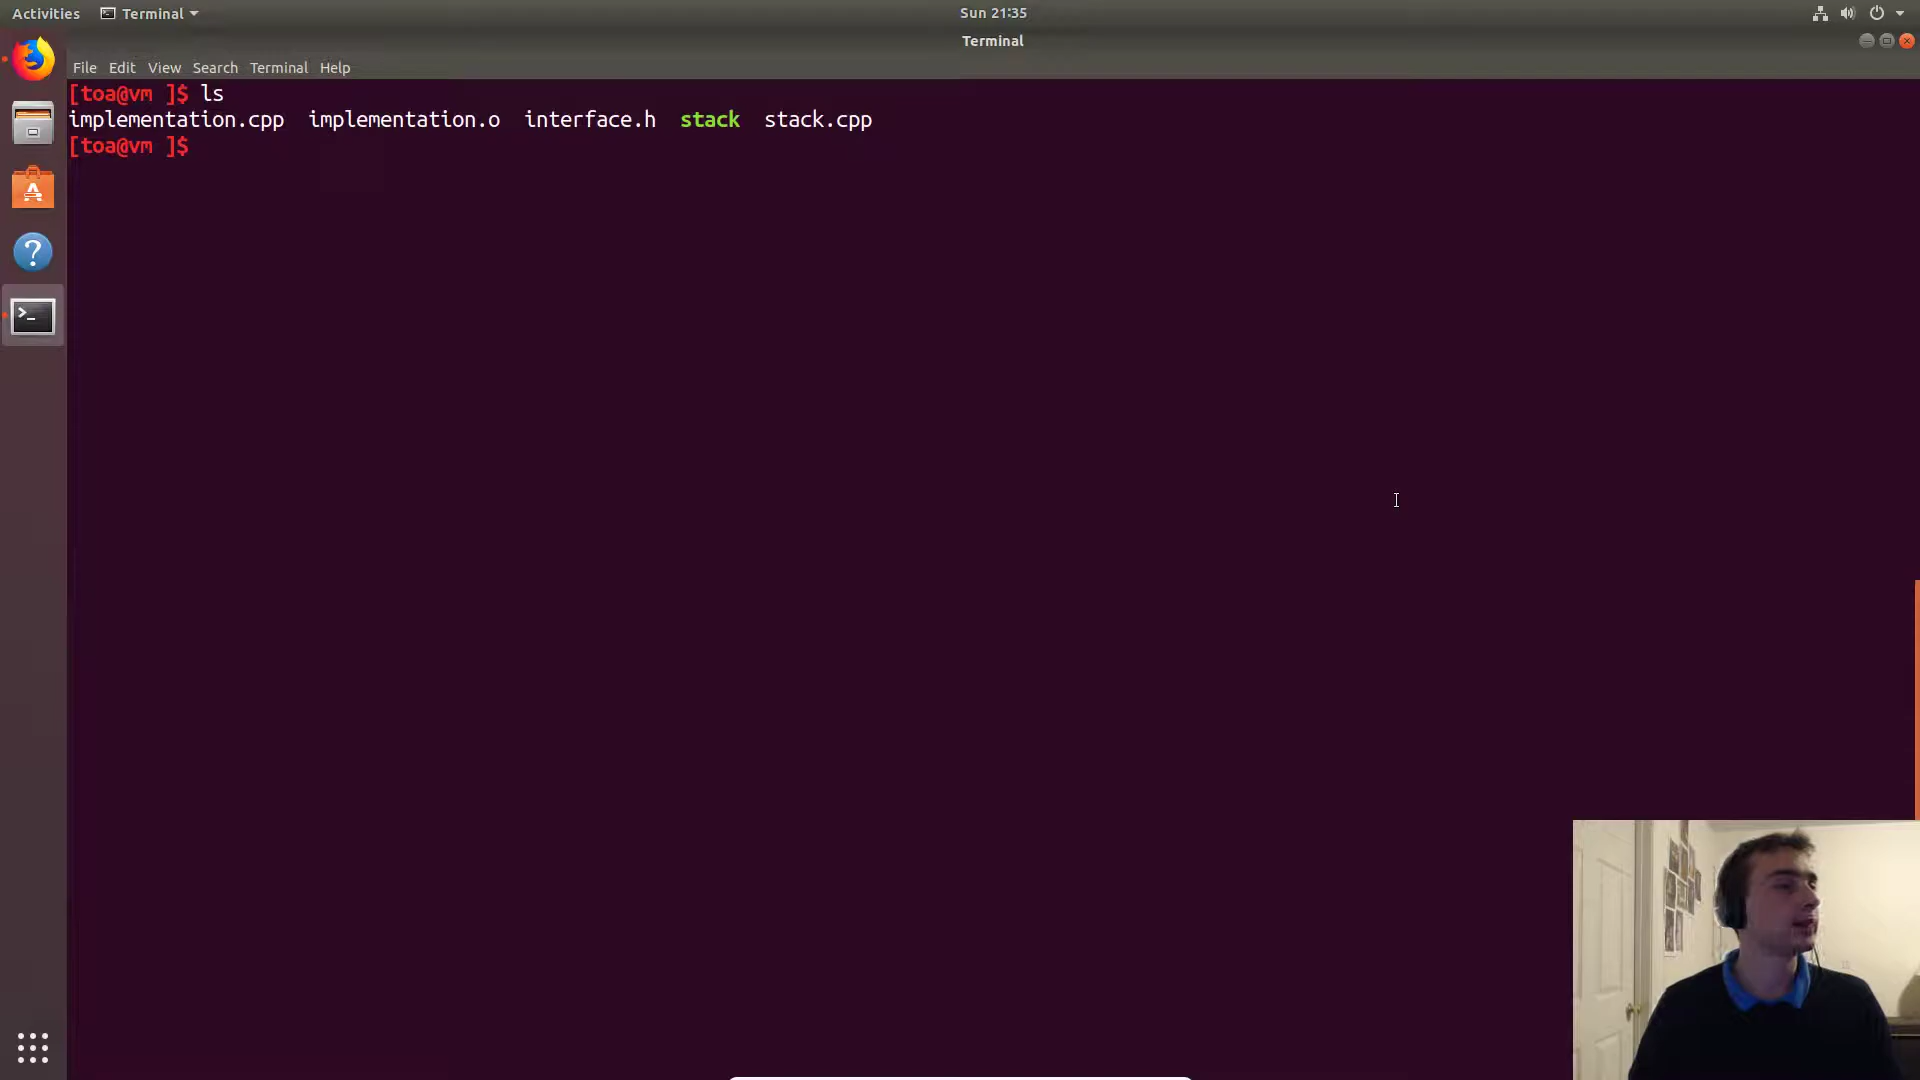 Activities Terminal Sun 21:35
Terminal
File Edit View Search Terminal Help
[toa@vm ]$ ls
implementation.cpp implementation.o interface.h stack stack.cpp
[toa@vm ]$